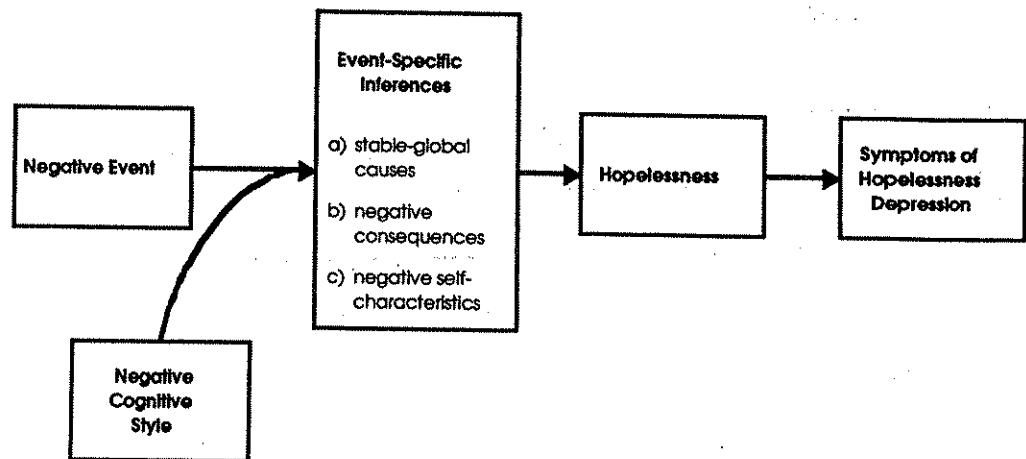 Negative Event
Negative
Cognitive
Style
Event-Specific
Inferences
a) stable-global
causes
b) negative
consequences
c) negative self-
characteristics
Hopelessness
Symptoms of
Hopelessness
Depression